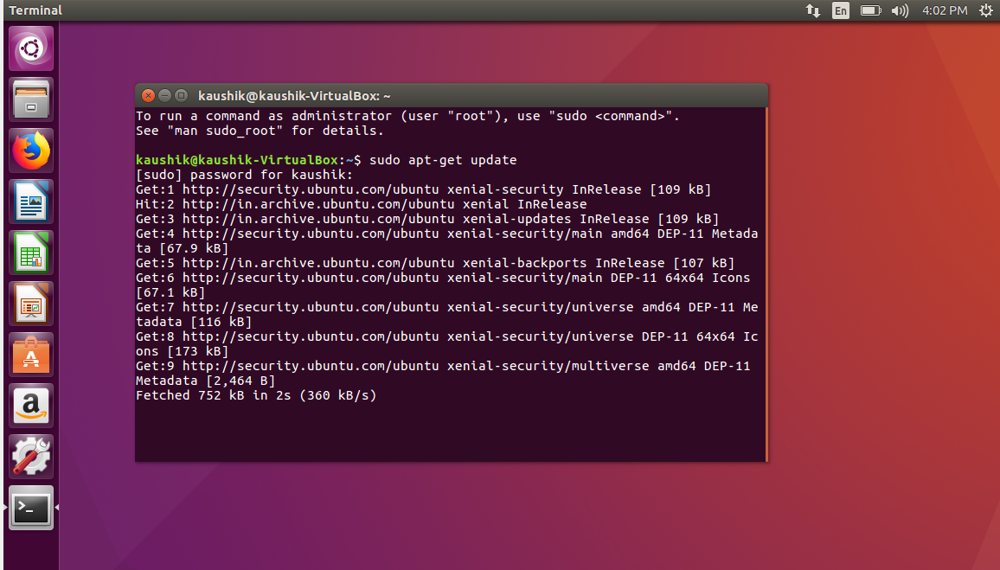 Terminal
En
4:02 PM
kaushik@kaushik-VirtualBox: ~
To run a command as administrator (user "root"), use "sudo <command>".
See "man sudo_root" for details.
kaushik@kaushik-VirtualBox:~$ sudo apt-get update
[sudo] password for kaushik:
Get:1 http://security.ubuntu.com/ubuntu xenial-security InRelease [109 kB]
Hit:2 http://in.archive.ubuntu.com/ubuntu xenial InRelease
Get:3 http://in.archive.ubuntu.com/ubuntu xenial-updates InRelease [109 kB]
Get:4 http://security.ubuntu.com/ubuntu xenial-security/main amd64 DEP-11 Metada
ta [67.9 kB]
Get:5 http://in.archive.ubuntu.com/ubuntu xenial-backports InRelease [107 kB]
Get:6 http://security.ubuntu.com/ubuntu xenial-security/main DEP-11 64x64 Icons
[67.1 kB]
Get:7 http://security.ubuntu.com/ubuntu xenial-security/universe amd64 DEP-11 Me
tadata [116 kB]
Get:8 http://security.ubuntu.com/ubuntu xenial-security/universe DEP-11 64x64 Ic
ons [173 kB]
Get:9 http://security.ubuntu.com/ubuntu xenial-security/multiverse amd64 DEP-11
Metadata [2,464 B]
Fetched 752 kB in 2s (360 kB/s)
A
a
>_